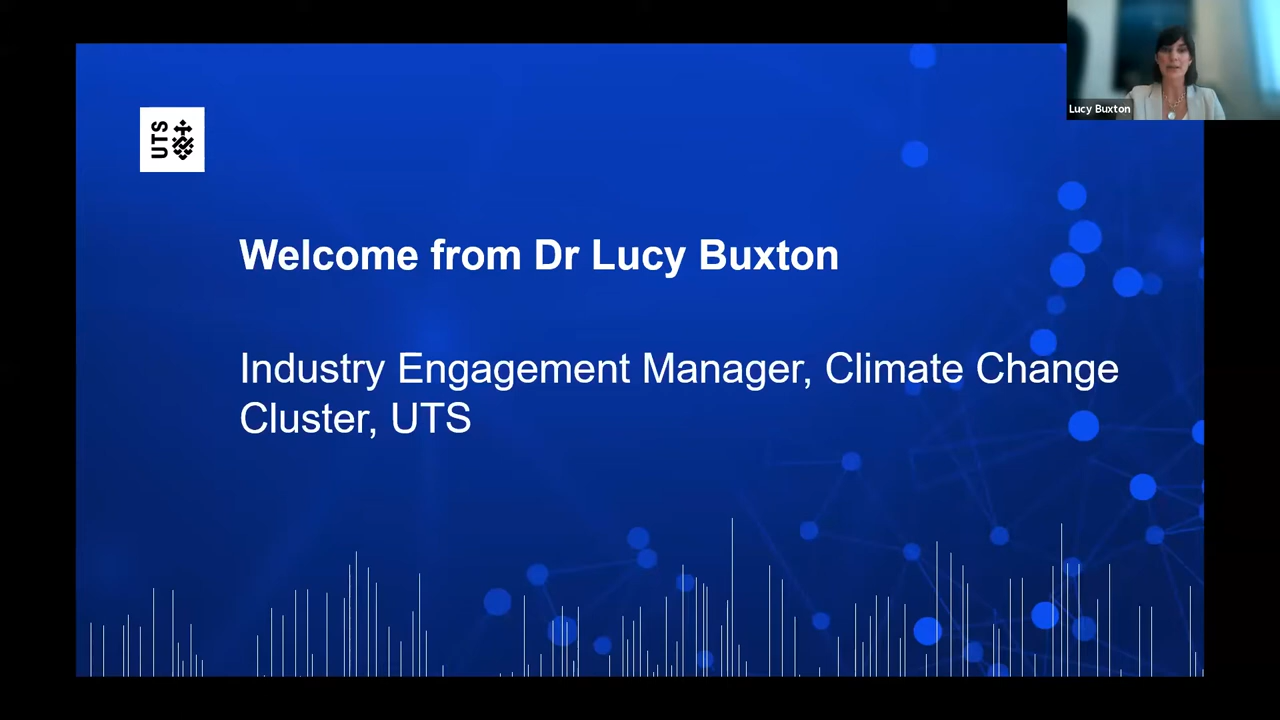 UTS
Lucy Buxton
Welcome from Dr Lucy Buxton
Industry Engagement Manager, Climate Change
Cluster, UTS